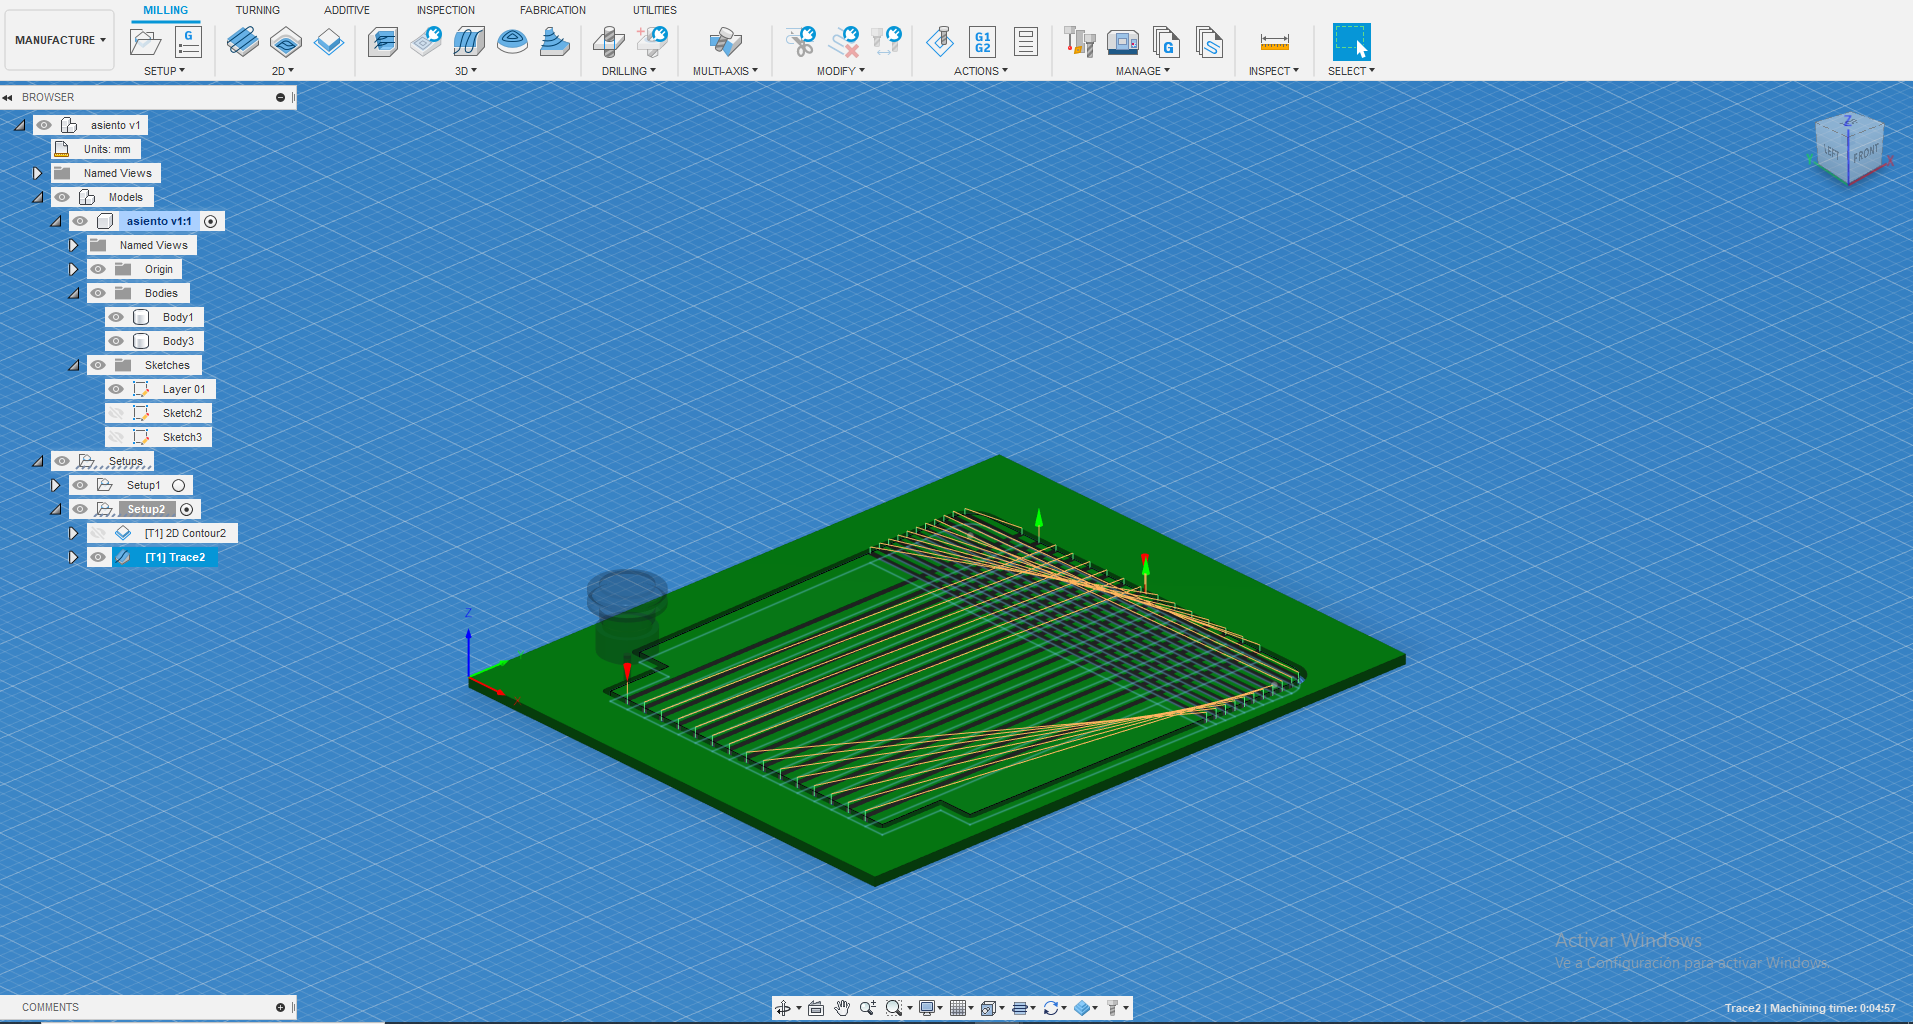 MILLING TURNING ADDITIVE INSPECTION FABRICATION UTILITIES
MANUFACTURE
G
G1
G2
G
SETUP 2D 3D DRILLING MULTI-AXIS MODIFY ACTIONS MANAGE INSPECT SELECT
BROWSER
asiento v1
Units: mm
Named Views
Models
asiento v1:1
Named Views
Origin
Bodies
Body1
Body3
Sketches
Layer 01
Sketch2
Sketch3
Setups
Setup1
Setup2
[T1] 2D Contour2
[T1] Trace2
Z
LEFT
FRONT
X
Z
Activar Windows
Ve a Configuración para activar Windows.
COMMENTS
Trace2 | Machining time: 0:04:57